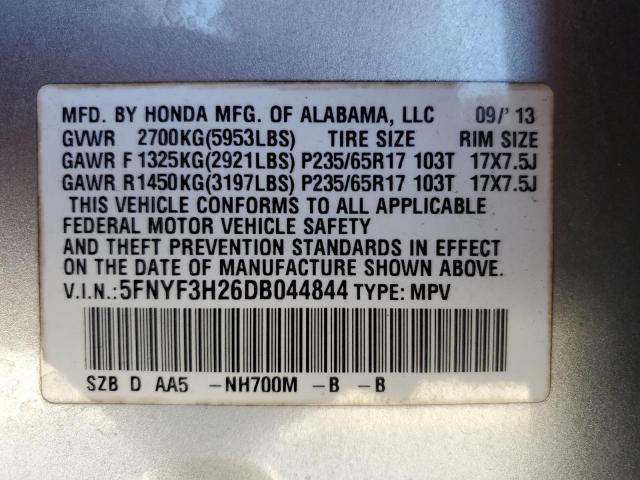 MFD. BY HONDA MFG. OF ALABAMA, LLC 09/' 13
GVWR 2700KG(5953LBS) TIRE SIZE RIM SIZE
GAWR F 1325KG(2921LBS) P235/65R17 103T 17X7.5J
GAWR R1450KG(3197LBS) P235/65R17 103T 17X7.5J
THIS VEHICLE CONFORMS TO ALL APPLICABLE
FEDERAL MOTOR VEHICLE SAFETY
AND THEFT PREVENTION STANDARDS IN EFFECT
ON THE DATE OF MANUFACTURE SHOWN ABOVE.
V.I.N.:5FNYF3H26DB044844 TYPE: MPV
SZB D AA5 -NH700M -B -B